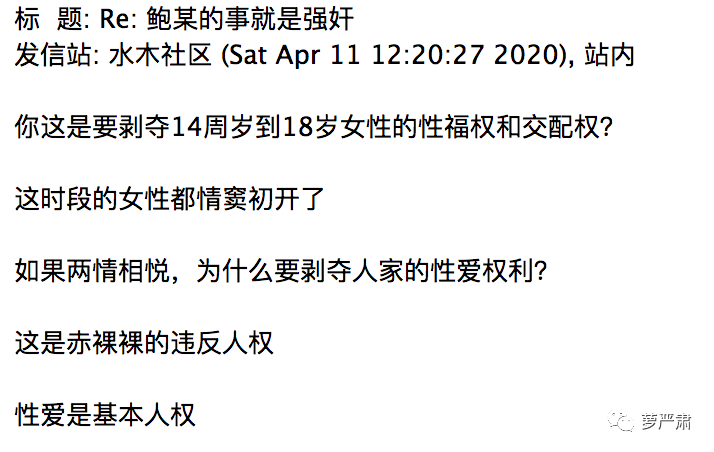 标  题: Re: 鲍某的事就是强奸
发信站: 水木社区 (Sat Apr 11 12:20:27 2020), 站内
你这是要剥夺14周岁到18岁女性的性福权和交配权?
这时段的女性都情窦初开了
如果两情相悦，为什么要剥夺人家的性爱权利?
这是赤裸裸的违反人权
性爱是基本人权
萝严肃